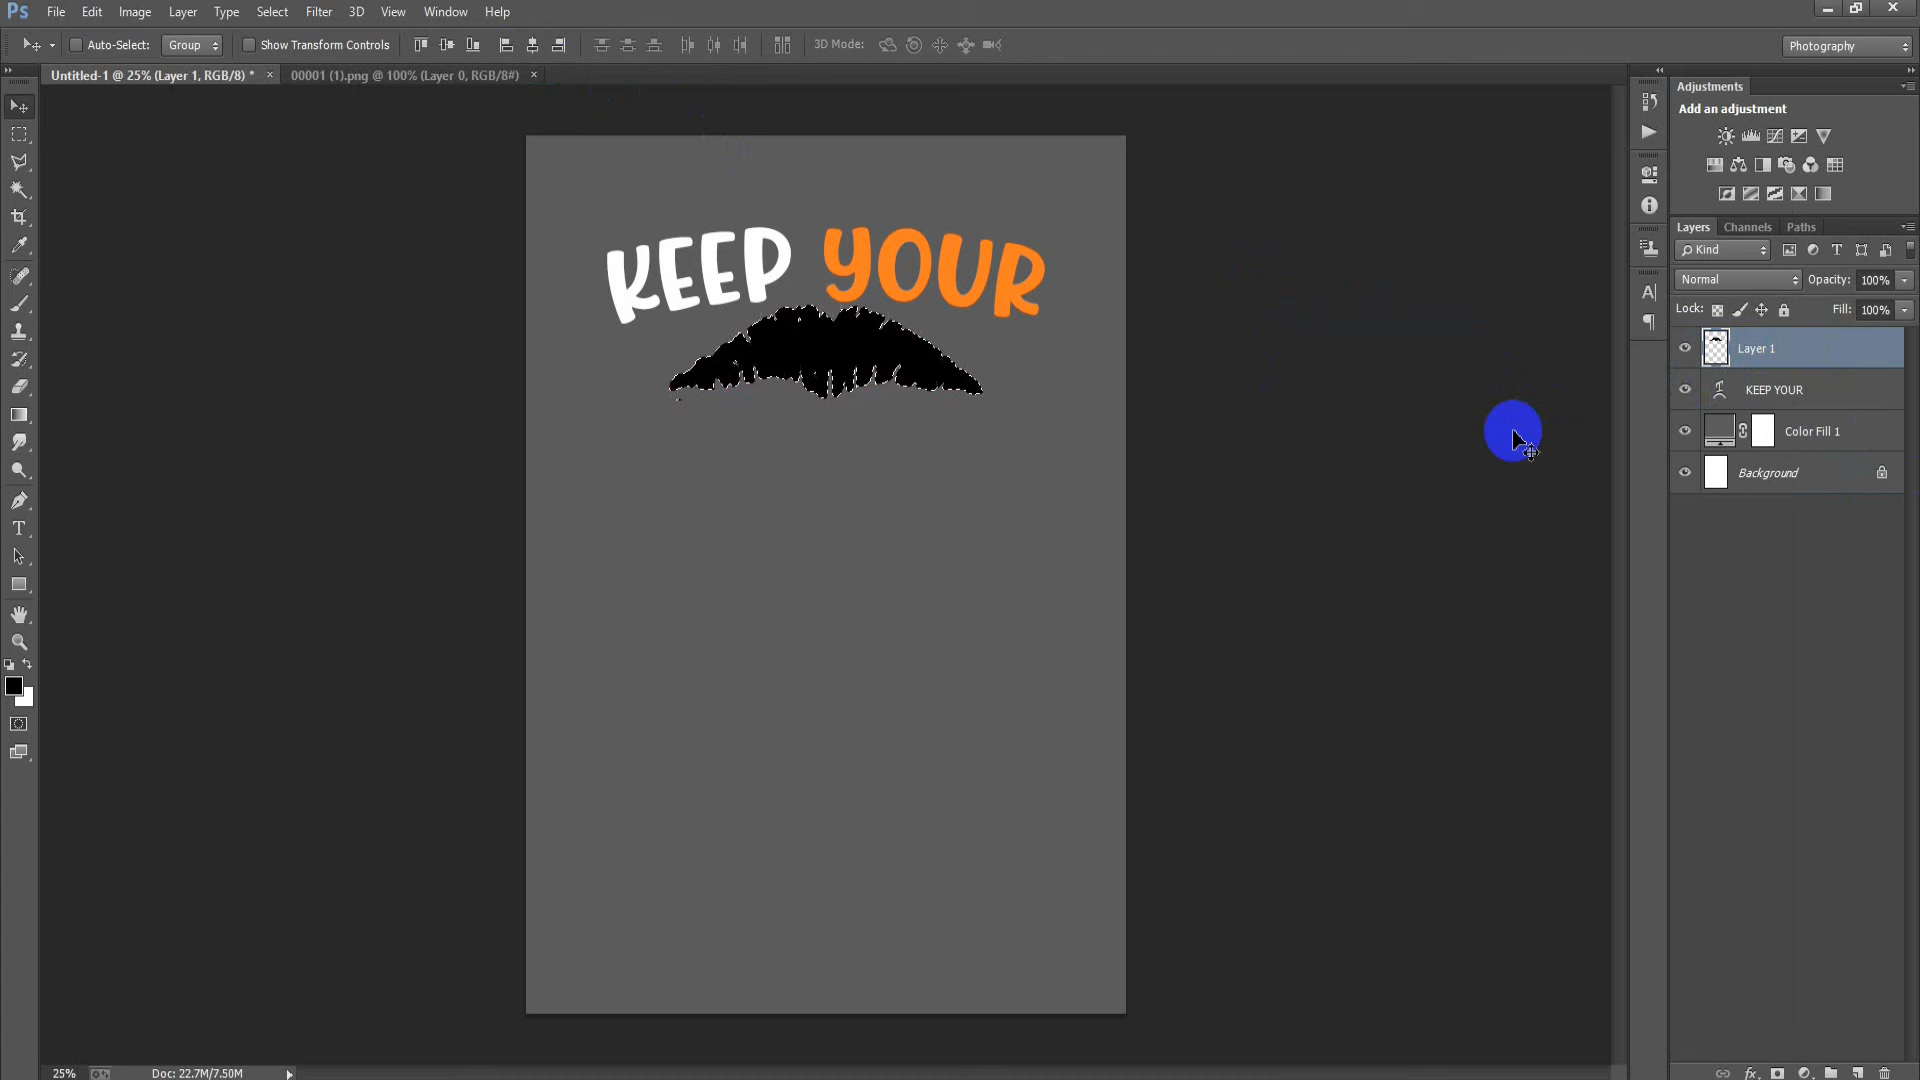 Ps File Edit Image Layer Type Select Filter 3D View Window Help
Auto-Select: Group Show Transform Controls 3D Mode: Photography
Untitled-1 @ 25% (Layer 1, RGB/8) * × 00001 (1).png @ 100% (Layer 0, RGB/8#) ×
Adjustments
Add an adjustment
Layers Channels Paths
Kind
Normal Opacity: 100%
Lock: Fill: 100%
Layer 1
KEEP YOUR
Color Fill 1
Background
KEEP YOUR
25% Doc: 22.7M/7.50M